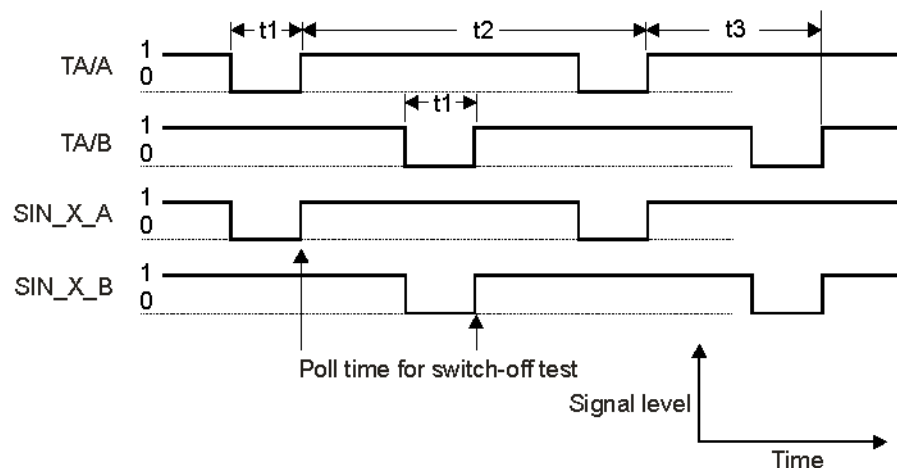 t1 t2 t3
TA/A 1
0
t1
TA/B 1
0
SIN_X_A 1
0
SIN_X_B 1
0
Poll time for switch-off test
Signal level
Time